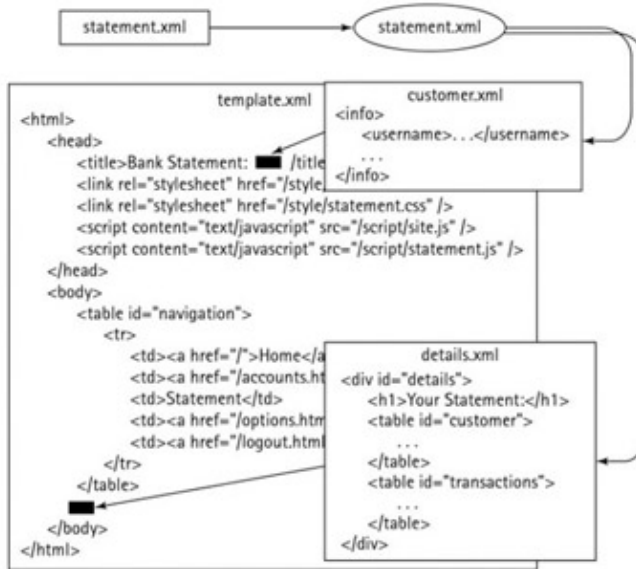 statement.xml
statement.xml
template.xml
<html>
<head>
<title>Bank Statement: /title
<link rel="stylesheet" href="/style/
<link rel="stylesheet" href="/style/statement.css" />
<script content="text/javascript" src="/script/site.js" />
<script content="text/javascript" src="/script/statement.js" />
</head>
<body>
<table id="navigation">
<tr>
<td><a href="/">Home</a
<td><a href="/accounts.ht
<td>Statement</td>
<td><a href="/options.htm
<td><a href="/logout.html
</tr>
</table>
</body>
</html>
customer.xml
<info>
<username>...</username>
...
</info>
details.xml
<div id="details">
<h1>Your Statement:</h1>
<table id="customer">
...
</table>
<table id="transactions">
...
</table>
</div>